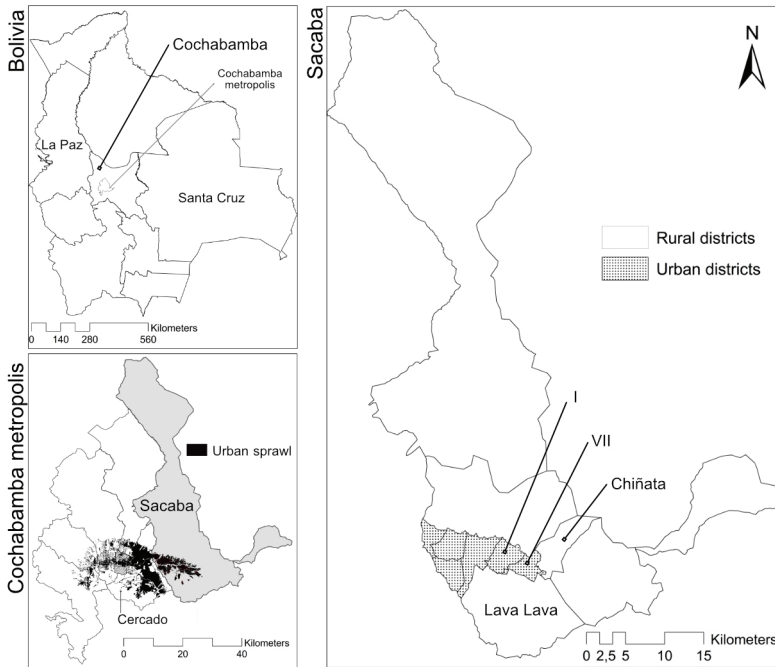 Bolivia
Cochabamba
Cochabamba
metropolis
La Paz
Santa Cruz
Kilometers
0 140 280 560
Cochabamba metropolis
Urban sprawl
Sacaba
Cercado
Kilometers
0 20 40
Sacaba
N
Rural districts
Urban districts
I
VII
Chiñata
Lava Lava
Kilometers
0 2,5 5 10 15